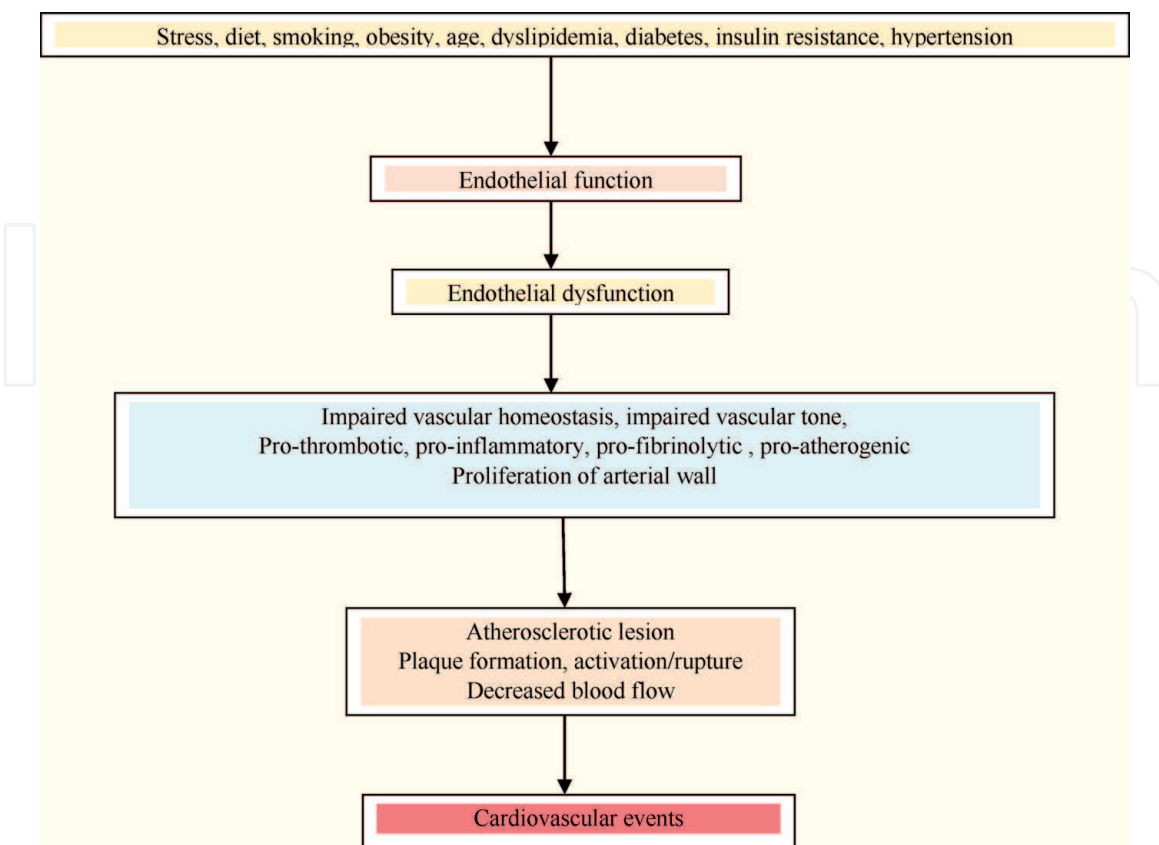 Stress, diet, smoking, obesity, age, dyslipidemia, diabetes, insulin resistance, hypertension
Endothelial function
Endothelial dysfunction
Impaired vascular homeostasis, impaired vascular tone,
Pro-thrombotic, pro-inflammatory, pro-fibrinolytic , pro-atherogenic
Proliferation of arterial wall
Atherosclerotic lesion
Plaque formation, activation/rupture
Decreased blood flow
Cardiovascular events